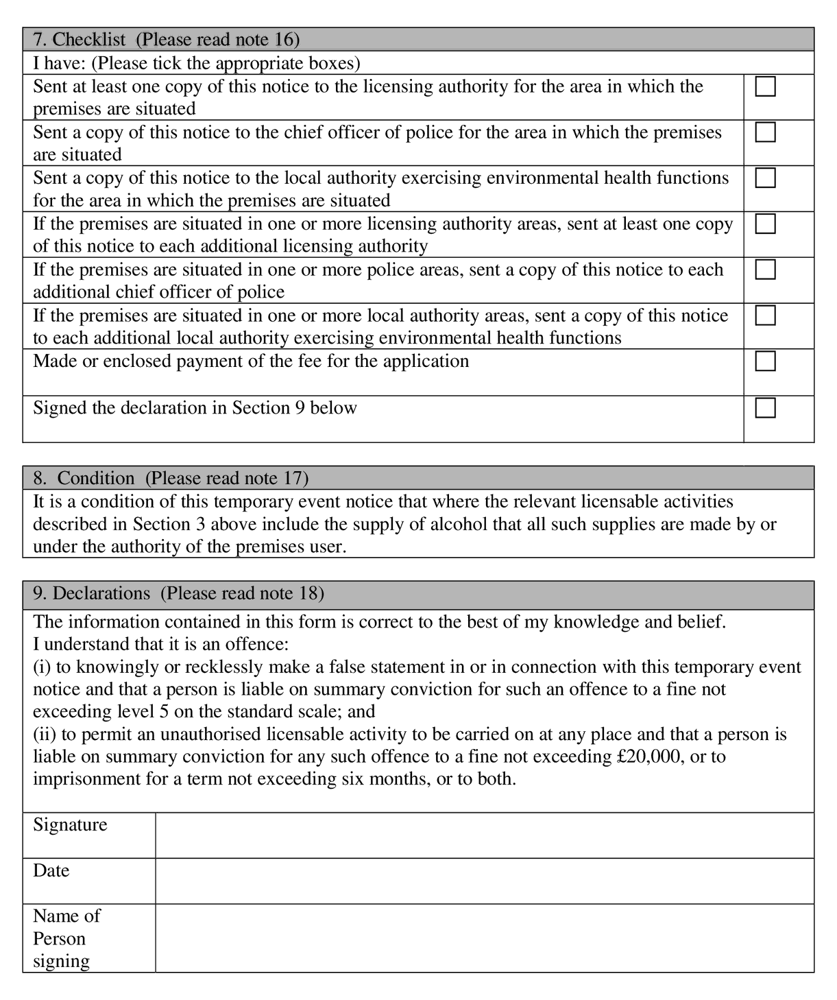 7. Checklist  (Please read note 16)
I have: (Please tick the appropriate boxes)
Sent at least one copy of this notice to the licensing authority for the area in which the
premises are situated
Sent a copy of this notice to the chief officer of police for the area in which the premises
are situated
Sent a copy of this notice to the local authority exercising environmental health functions
for the area in which the premises are situated
If the premises are situated in one or more licensing authority areas, sent at least one copy
of this notice to each additional licensing authority
If the premises are situated in one or more police areas, sent a copy of this notice to each
additional chief officer of police
If the premises are situated in one or more local authority areas, sent a copy of this notice
to each additional local authority exercising environmental health functions
Made or enclosed payment of the fee for the application
Signed the declaration in Section 9 below
8.  Condition  (Please read note 17)
It is a condition of this temporary event notice that where the relevant licensable activities
described in Section 3 above include the supply of alcohol that all such supplies are made by or
under the authority of the premises user.
9. Declarations  (Please read note 18)
The information contained in this form is correct to the best of my knowledge and belief.
I understand that it is an offence:
(i) to knowingly or recklessly make a false statement in or in connection with this temporary event
notice and that a person is liable on summary conviction for such an offence to a fine not
exceeding level 5 on the standard scale; and
(ii) to permit an unauthorised licensable activity to be carried on at any place and that a person is
liable on summary conviction for any such offence to a fine not exceeding £20,000, or to
imprisonment for a term not exceeding six months, or to both.
Signature
Date
Name of
Person
signing